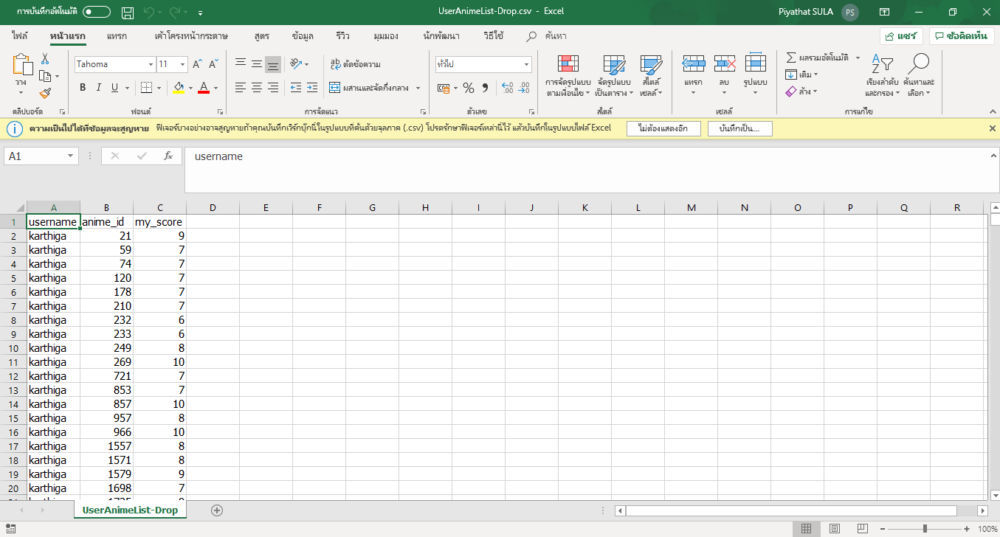 การบันทึกอัตโนมัติ UserAnimeList-Drop.csv - Excel Piyathat SULA PS
ไฟล์ หน้าแรก แทรก เค้าโครงหน้ากระดาษ สูตร ข้อมูล รีวิว มุมมอง นักพัฒนา วิธีใช้ ค้นหา แชร์ ข้อคิดเห็น
วาง Tahoma 11 A A ab ตัดข้อความ ทั่วไป การจัดรูปแบบ ตามเงื่อนไข จัดรูปแบบ เป็นตาราง สไตล์ เซลล์ แทรก ลบ รูปแบบ ผลรวมอัตโนมัติ เติม ล้าง เรียงลำดับ และกรอง ค้นหาและ เลือก
B I U A ผสานและจัดกึ่งกลาง %
คลิปบอร์ด ฟอนต์ การจัดแนว ตัวเลข สไตล์ เซลล์ การแก้ไข
ความเป็นไปได้ที่ข้อมูลจะสูญหาย ฟีเจอร์บางอย่างอาจสูญหายถ้าคุณบันทึกเวิร์กบุ๊กนี้ในรูปแบบที่คั่นด้วยจุลภาค (.csv) โปรดรักษาฟีเจอร์เหล่านี้ไว้ แล้วบันทึกในรูปแบบไฟล์ Excel ไม่ต้องแสดงอีก บันทึกเป็น...
A1 fx username
A B C D E F G H I J K L M N O P Q R
1 username anime_id my_score
2 karthiga 21 9
3 karthiga 59 7
4 karthiga 74 7
5 karthiga 120 7
6 karthiga 178 7
7 karthiga 210 7
8 karthiga 232 6
9 karthiga 233 6
10 karthiga 249 8
11 karthiga 269 10
12 karthiga 721 7
13 karthiga 853 7
14 karthiga 857 10
15 karthiga 957 8
16 karthiga 966 10
17 karthiga 1557 8
18 karthiga 1571 8
19 karthiga 1579 9
20 karthiga 1698 7
UserAnimeList-Drop
100%